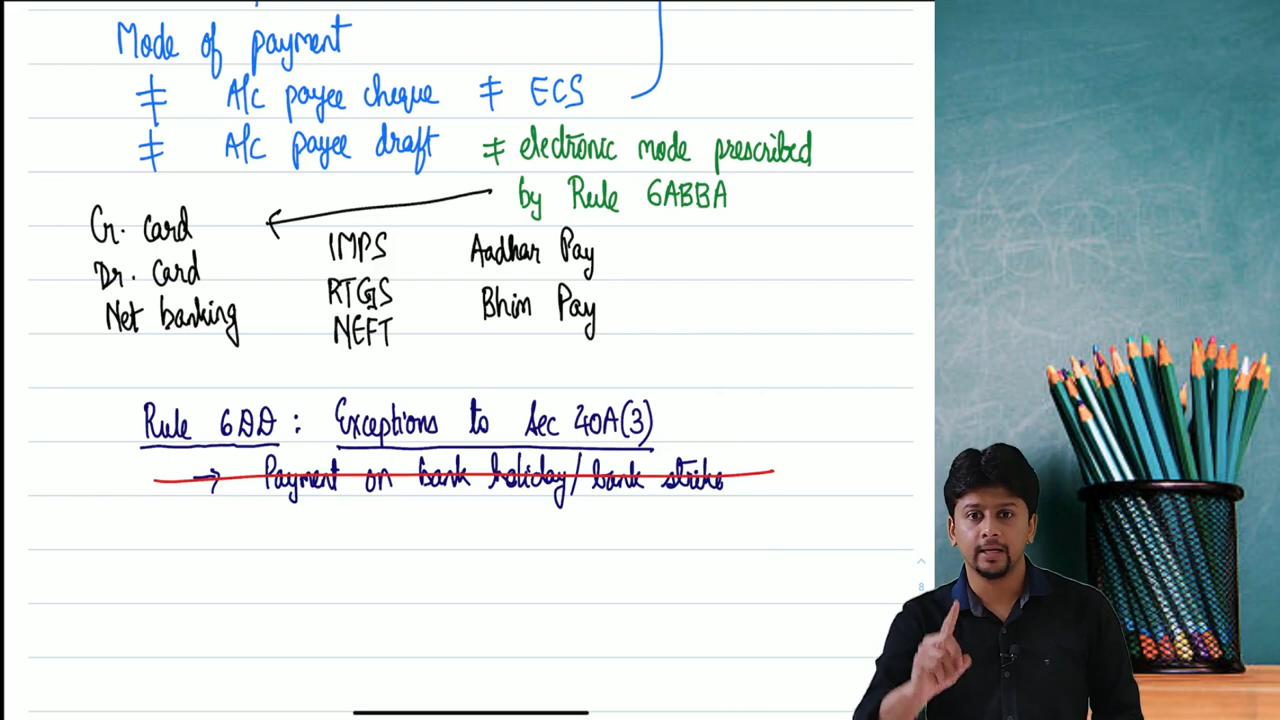 Mode of payment
≠ A/c payee cheque ≠ ECS
≠ A/c payee draft ≠ electronic mode prescribed
by Rule 6ABBA
Cr. card
Dr. card
Net banking
IMPS
RTGS
NEFT
Aadhar Pay
Bhim Pay
Rule 6DD : Exceptions to Sec 40A(3)
→ Payment on bank holiday/ bank strike
8